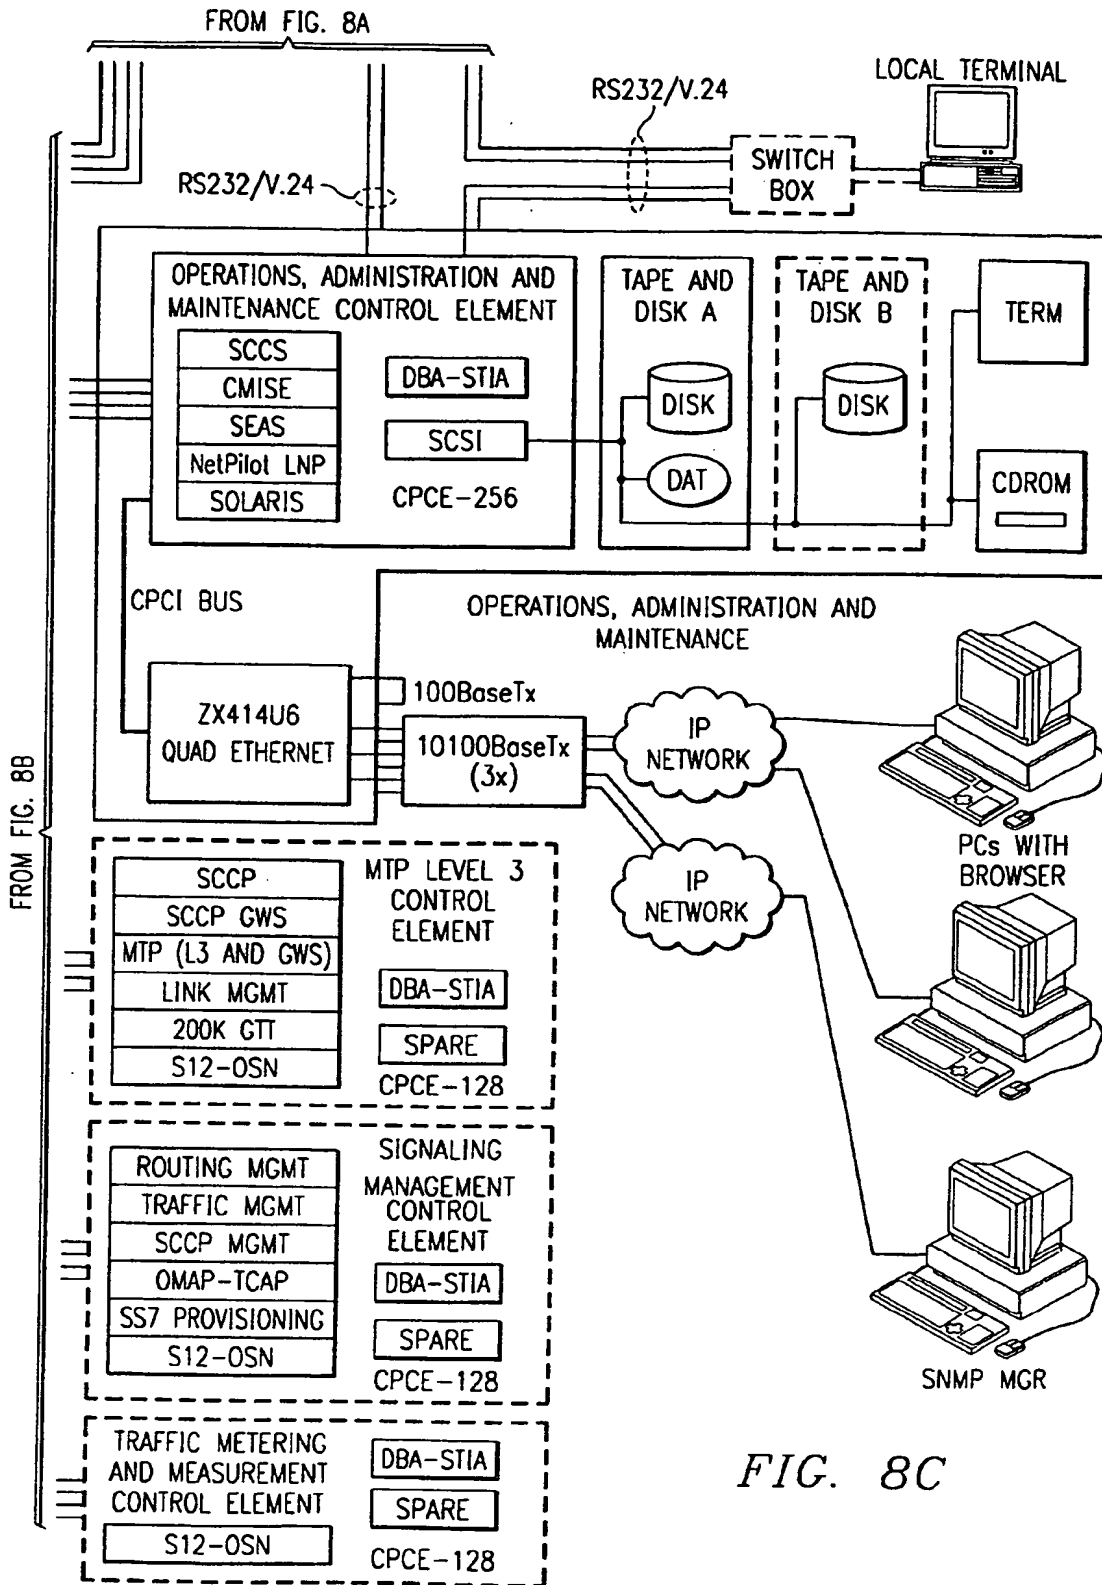 FROM FIG. 8A
LOCAL TERMINAL
RS232/V.24
SWITCH
BOX
RS232/V.24
FROM FIG. 8B
OPERATIONS, ADMINISTRATION AND
MAINTENANCE CONTROL ELEMENT
SCCS
CMISE
SEAS
NetPilot LNP
SOLARIS
DBA-STIA
SCSI
CPCE-256
TAPE AND
DISK A
DISK
DAT
TAPE AND
DISK B
DISK
TERM
CDROM
CPCI BUS
OPERATIONS, ADMINISTRATION AND
MAINTENANCE
ZX414U6
QUAD ETHERNET
100BaseTx
10100BaseTx
(3x)
IP
NETWORK
IP
NETWORK
PCs WITH
BROWSER
SNMP MGR
SCCP
SCCP GWS
MTP (L3 AND GWS)
LINK MGMT
200K GTT
S12-OSN
MTP LEVEL 3
CONTROL
ELEMENT
DBA-STIA
SPARE
CPCE-128
ROUTING MGMT
TRAFFIC MGMT
SCCP MGMT
OMAP-TCAP
SS7 PROVISIONING
S12-OSN
SIGNALING
MANAGEMENT
CONTROL
ELEMENT
DBA-STIA
SPARE
CPCE-128
TRAFFIC METERING
AND MEASUREMENT
CONTROL ELEMENT
S12-OSN
DBA-STIA
SPARE
CPCE-128
FIG. 8C